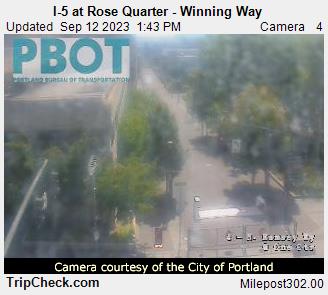 I-5 at Rose Quarter - Winning Way
Updated Sep 12 2023 1:43 PM Camera 4
PBOT
PORTLAND BUREAU OF TRANSPORTATION
Camera courtesy of the City of Portland
TripCheck.com Milepost302.00